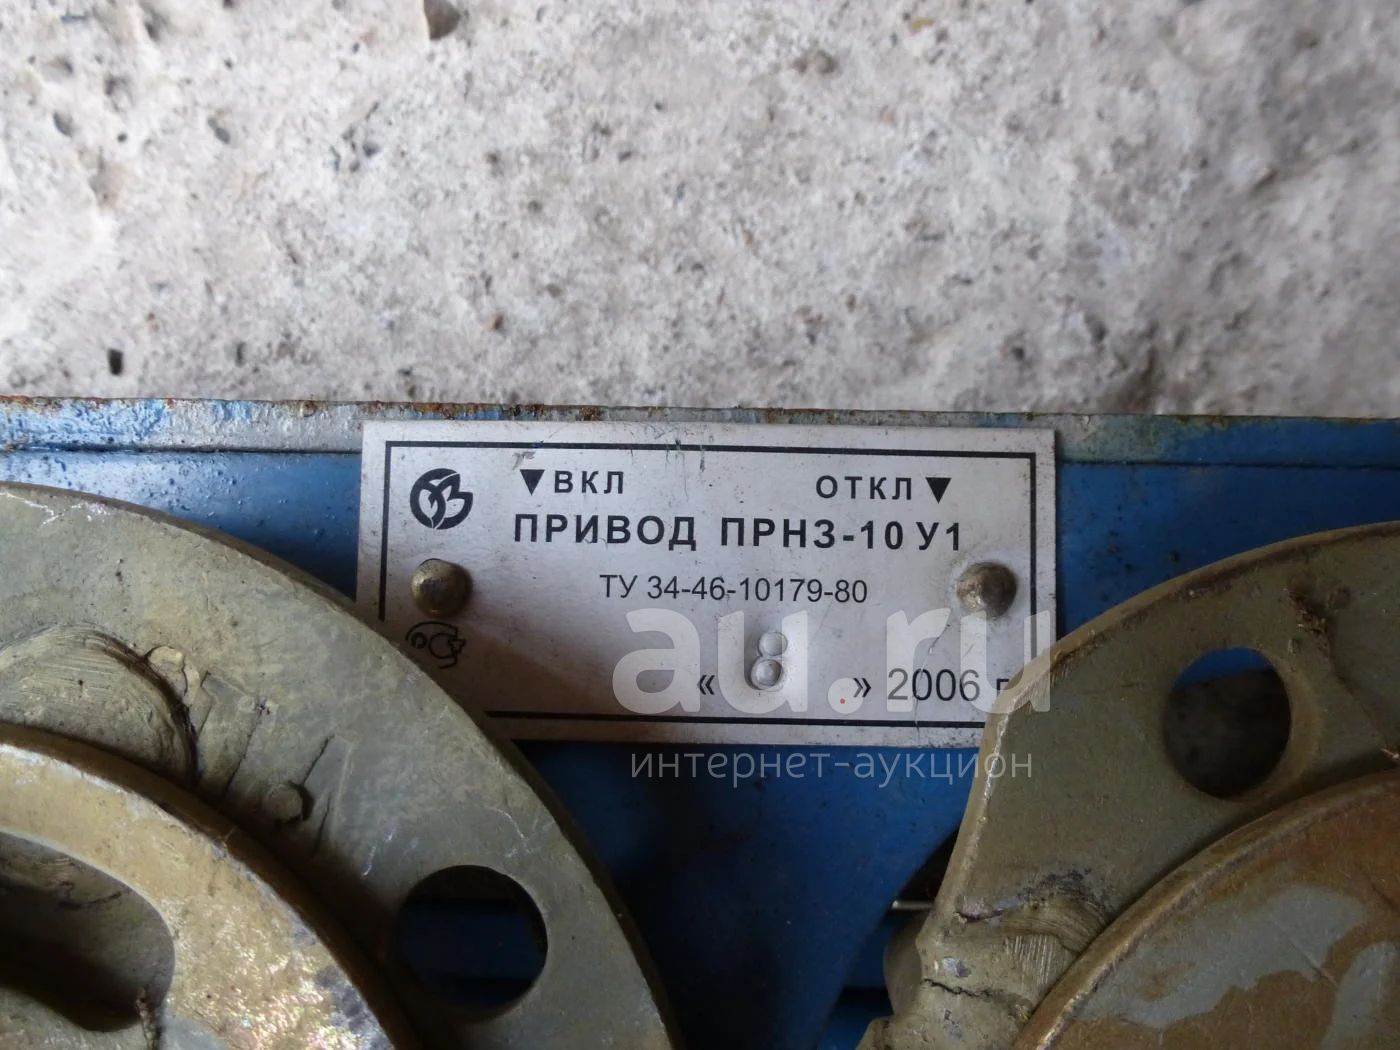 ▼ВКЛ ОТКЛ▼
ПРИВОД ПРНЗ-10 У1
ТУ 34-46-10179-80
« 8 » 2006 г
au.ru
интернет-аукцион